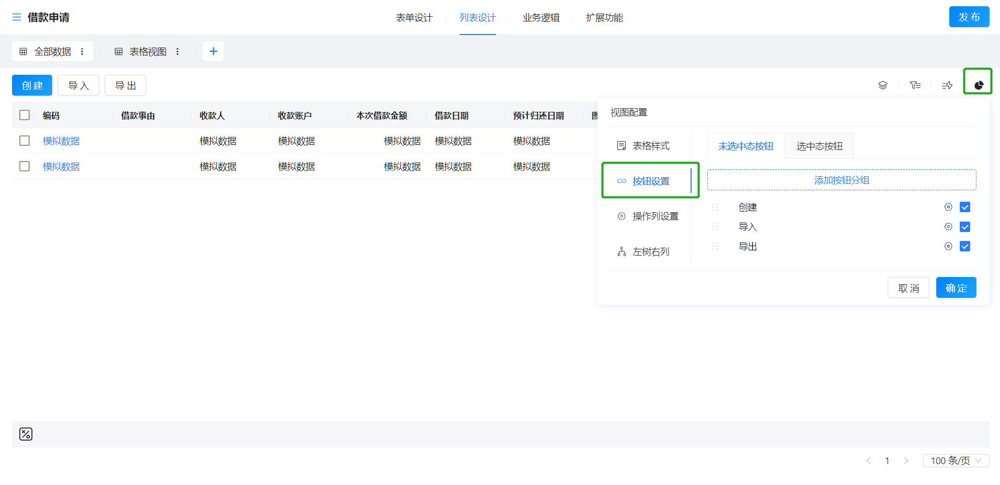 借款申请
表单设计
列表设计
业务逻辑
扩展功能
发布
全部数据
表格视图
创建
导入
导出
编码
借款事由
收款人
收款账户
本次借款金额
借款日期
预计归还日期
图
模拟数据
模拟数据
模拟数据
模拟数据
模拟数据
模拟数据
模拟数据
模拟数据
模拟数据
模拟数据
模拟数据
模拟数据
视图配置
表格样式
按钮设置
操作列设置
左树右列
未选中态按钮
选中态按钮
添加按钮分组
创建
导入
导出
取消
确定
1
100 条/页